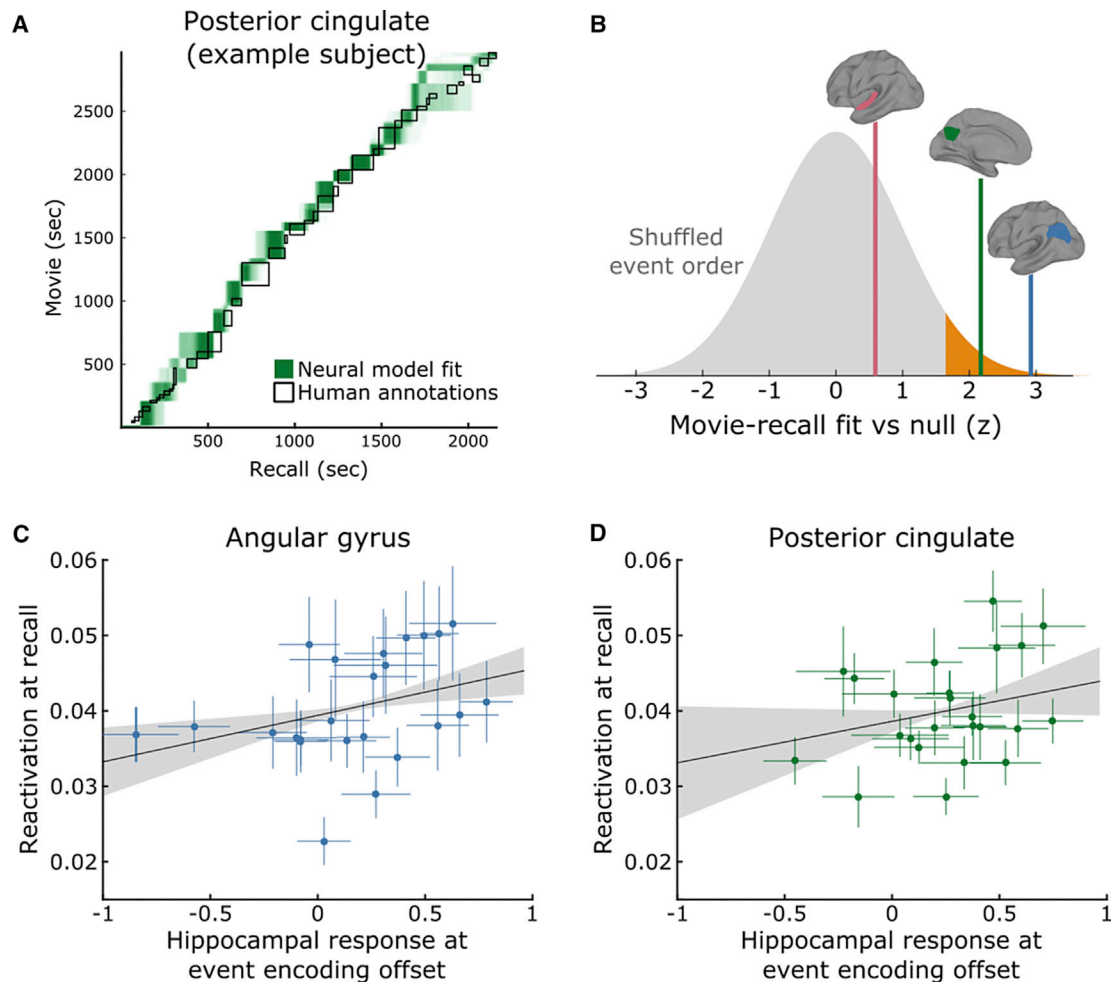 A
Posterior cingulate
(example subject)
Movie (sec)
2500
2000
1500
1000
500
Neural model fit
Human annotations
500
1000
1500
2000
Recall (sec)
B
Shuffled
event order
-3
-2
-1
0
1
2
3
Movie-recall fit vs null (z)
C
Angular gyrus
Reactivation at recall
0.06
0.05
0.04
0.03
0.02
-1
-0.5
0
0.5
1
Hippocampal response at
event encoding offset
D
Posterior cingulate
Reactivation at recall
0.06
0.05
0.04
0.03
0.02
-1
-0.5
0
0.5
1
Hippocampal response at
event encoding offset